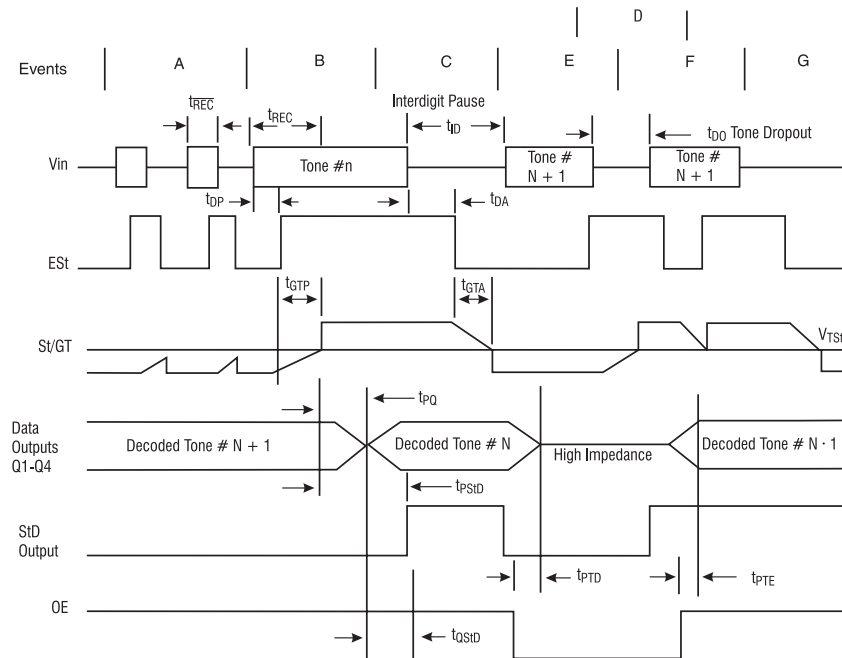 D
Events A B C E F G
Interdigit Pause
tREC tREC tID tDO Tone Dropout
Vin Tone #n Tone # N + 1 Tone # N + 1
tDP tDA
ESt
tGTP tGTA
St/GT VTSt
tPQ
Data Outputs Q1-Q4
Decoded Tone # N + 1 Decoded Tone # N High Impedance Decoded Tone # N · 1
tPStD
StD Output
tPTD tPTE
OE
tQStD